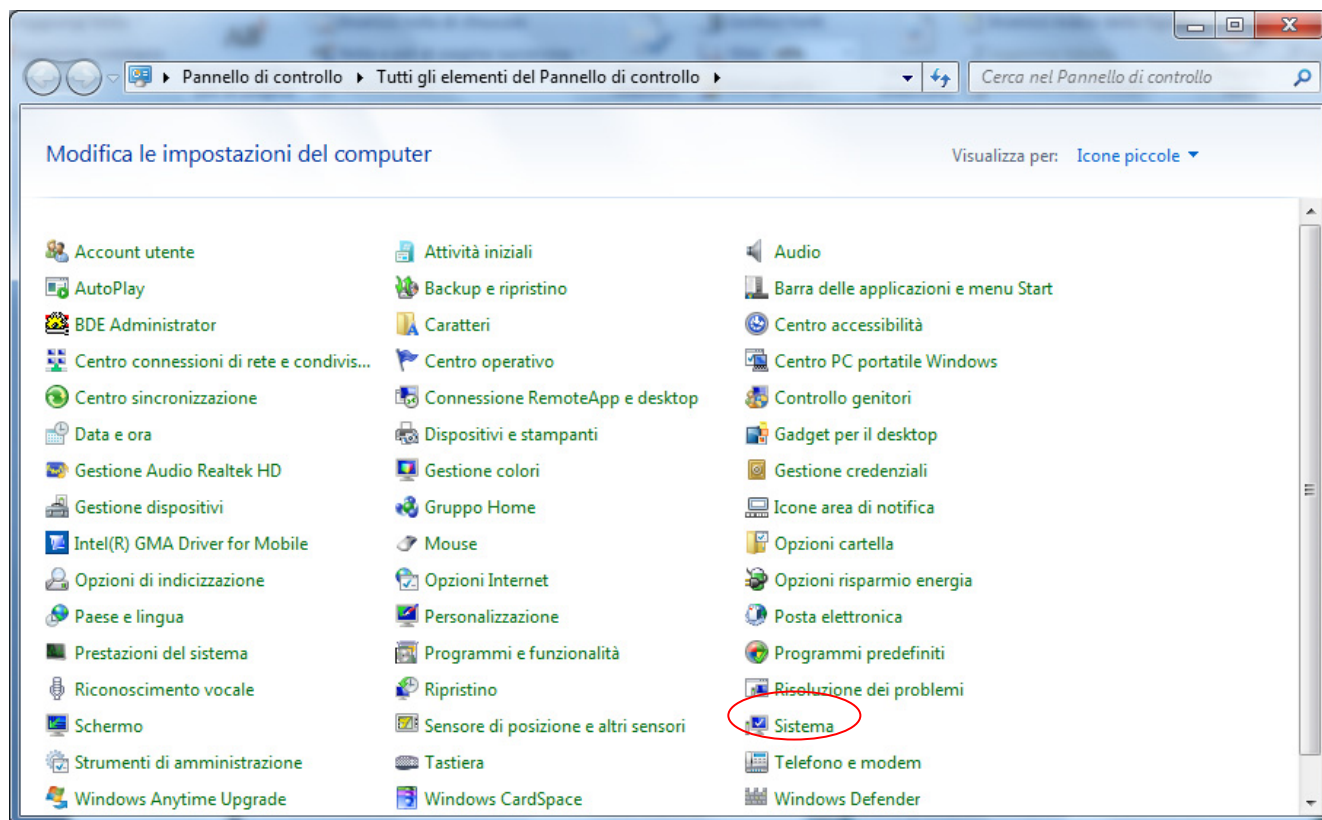 Pannello di controllo Tutti gli elementi del Pannello di controllo Cerca nel Pannello di controllo
Modifica le impostazioni del computer Visualizza per: Icone piccole
Account utente Attività iniziali Audio
AutoPlay Backup e ripristino Barra delle applicazioni e menu Start
BDE Administrator Caratteri Centro accessibilità
Centro connessioni di rete e condivis... Centro operativo Centro PC portatile Windows
Centro sincronizzazione Connessione RemoteApp e desktop Controllo genitori
Data e ora Dispositivi e stampanti Gadget per il desktop
Gestione Audio Realtek HD Gestione colori Gestione credenziali
Gestione dispositivi Gruppo Home Icone area di notifica
Intel(R) GMA Driver for Mobile Mouse Opzioni cartella
Opzioni di indicizzazione Opzioni Internet Opzioni risparmio energia
Paese e lingua Personalizzazione Posta elettronica
Prestazioni del sistema Programmi e funzionalità Programmi predefiniti
Riconoscimento vocale Ripristino Risoluzione dei problemi
Schermo Sensore di posizione e altri sensori Sistema
Strumenti di amministrazione Tastiera Telefono e modem
Windows Anytime Upgrade Windows CardSpace Windows Defender